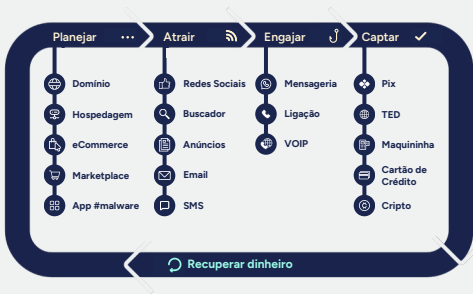 Planejar
Domínio
Hospedagem
eCommerce
Marketplace
App #malware
Atrair
Redes Sociais
Buscador
Anúncios
Email
SMS
Engajar
Mensageria
Ligação
VOIP
Captar
Pix
TED
Maquininha
Cartão de
Crédito
Cripto
Recuperar dinheiro